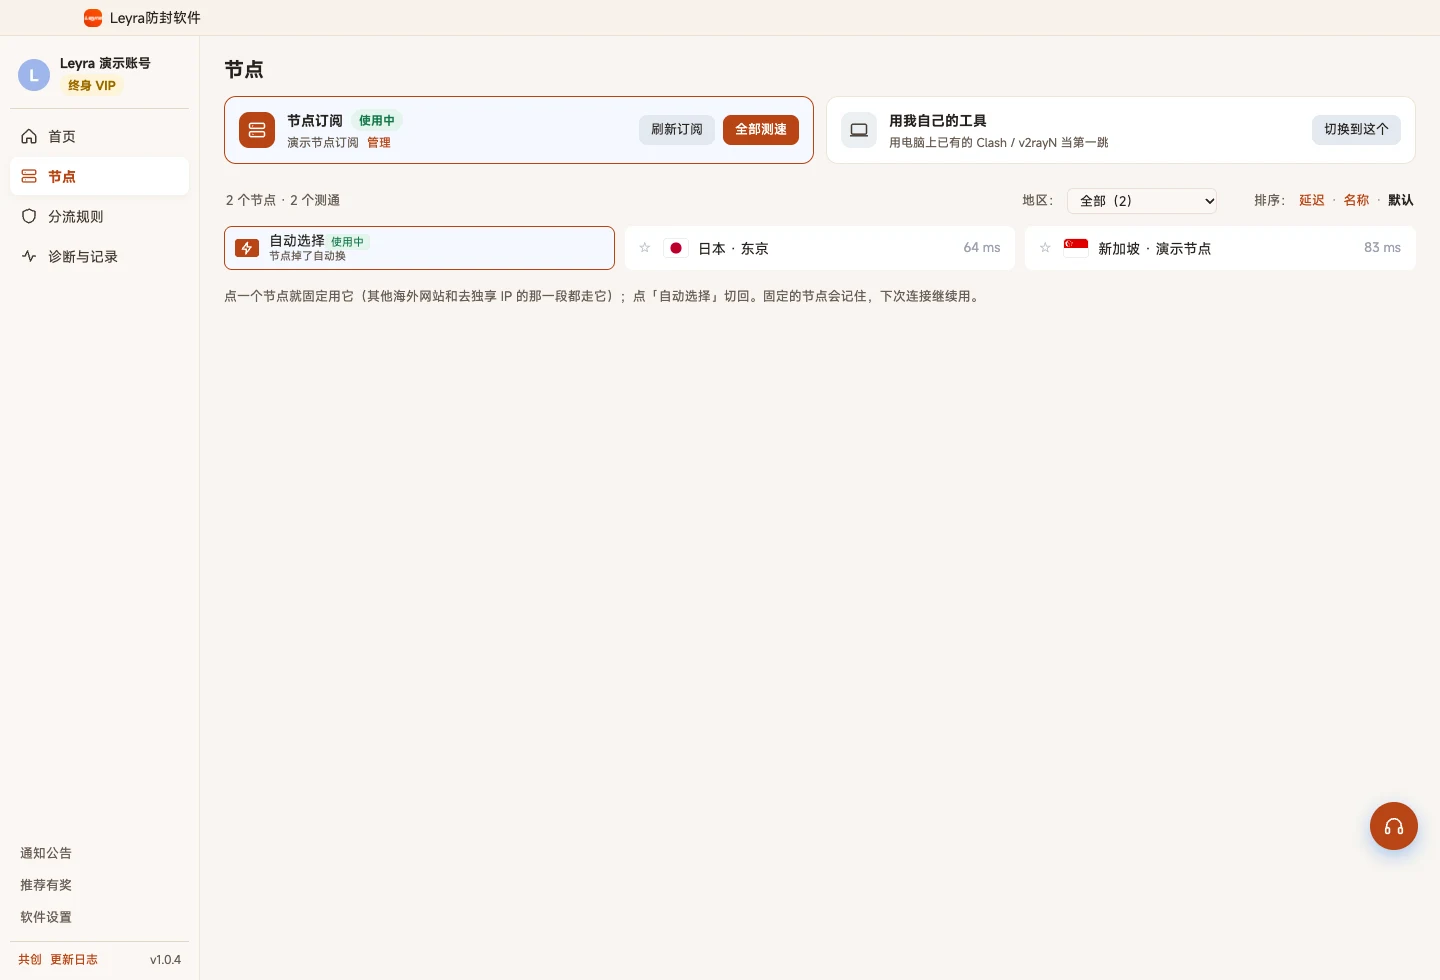 Leyra防封软件
L
Leyra 演示账号
终身 VIP
首页
节点
分流规则
诊断与记录
通知公告
推荐有奖
软件设置
共创 更新日志 v1.0.4
节点
节点订阅 使用中
演示节点订阅 管理
刷新订阅
全部测速
用我自己的工具
用电脑上已有的 Clash / v2rayN 当第一跳
切换到这个
2 个节点 · 2 个测通
地区： 全部（2）
排序： 延迟 · 名称 · 默认
自动选择 使用中
节点掉了自动换
☆ 日本 · 东京 64 ms
☆ 新加坡 · 演示节点 83 ms
点一个节点就固定用它（其他海外网站和去独享 IP 的那一段都走它）；点「自动选择」切回。固定的节点会记住，下次连接继续用。